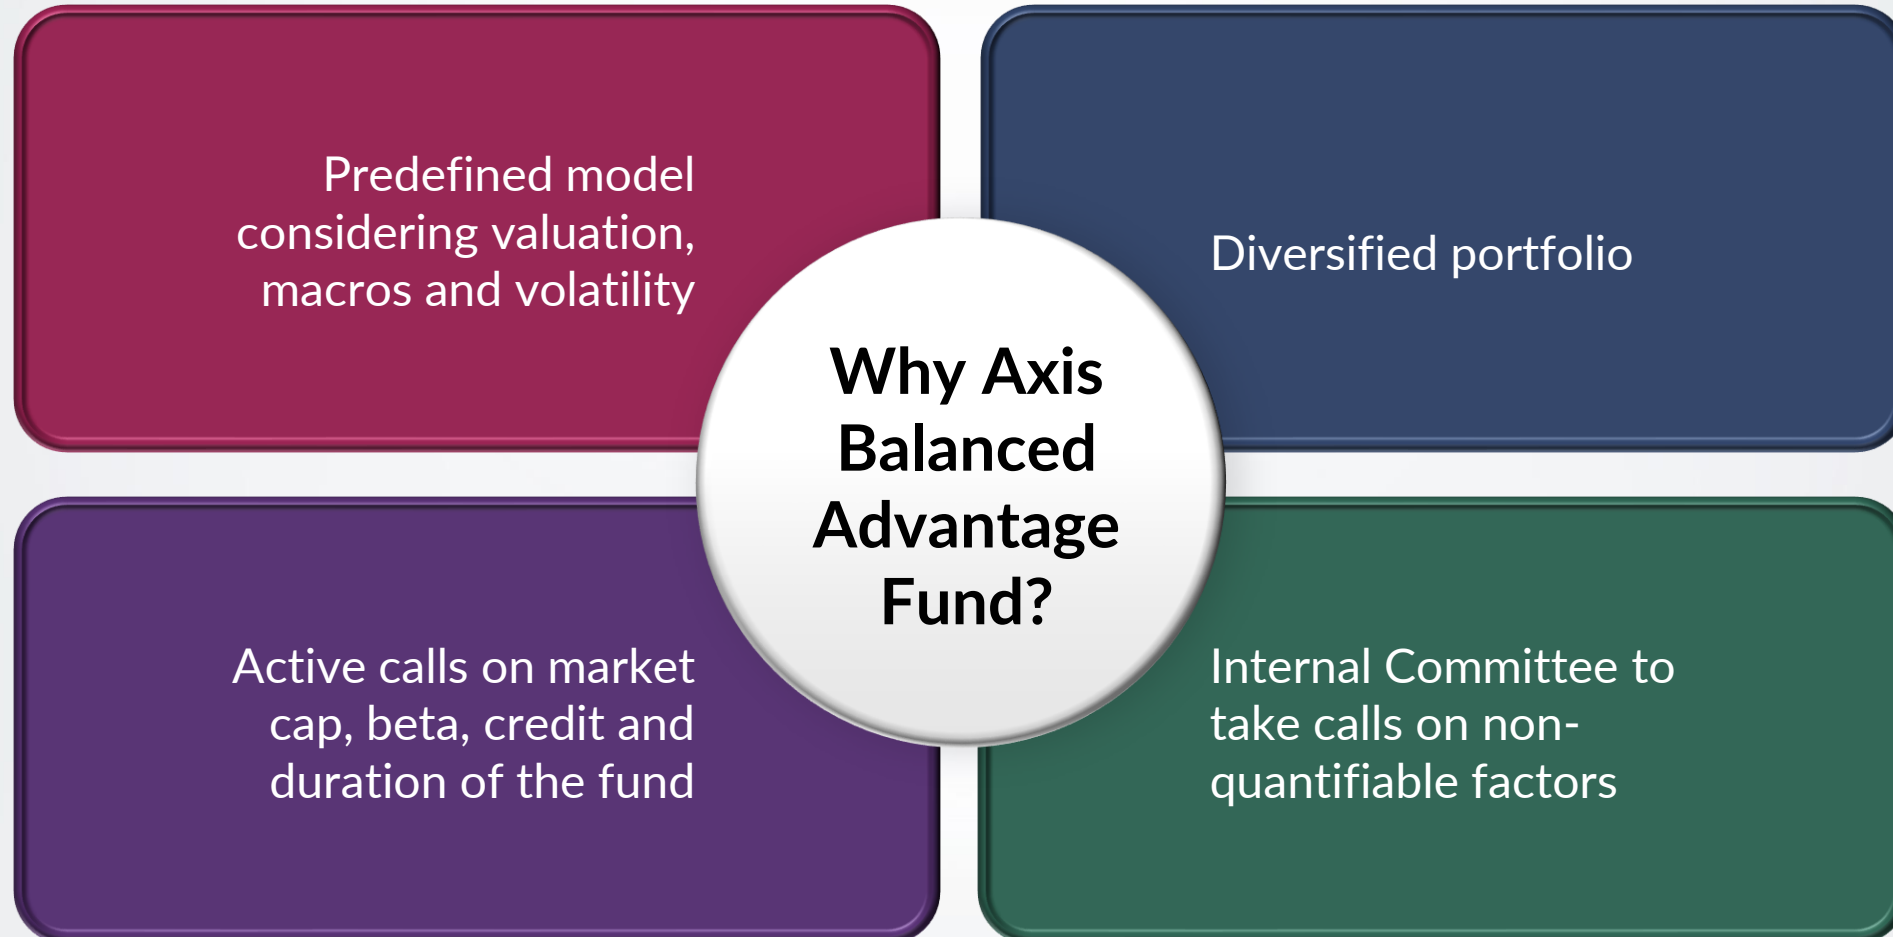 Predefined model
considering valuation,
macros and volatility
Diversified portfolio
Why Axis
Balanced
Advantage
Fund?
Active calls on market
cap, beta, credit and
duration of the fund
Internal Committee to
take calls on non-
quantifiable factors